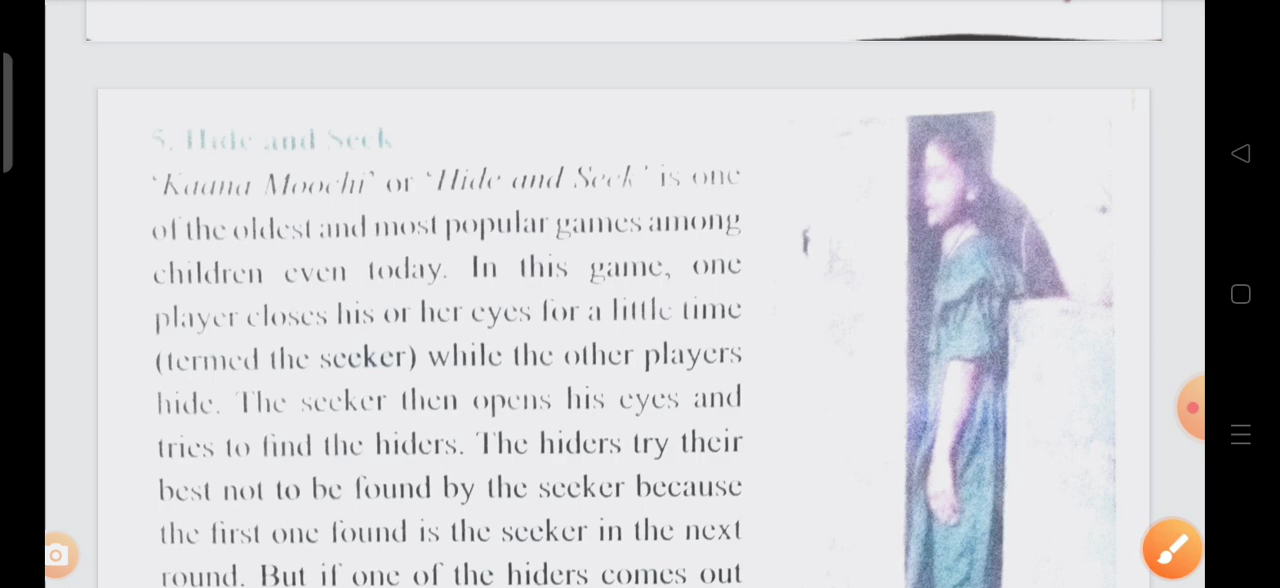 5. Hide and Seek
‘Kaana Moochi’ or ‘Hide and Seek’ is one
of the oldest and most popular games among
children even today. In this game, one
player closes his or her eyes for a little time
(termed the seeker) while the other players
hide. The seeker then opens his eyes and
tries to find the hiders. The hiders try their
best not to be found by the seeker because
the first one found is the seeker in the next
round. But if one of the hiders comes out